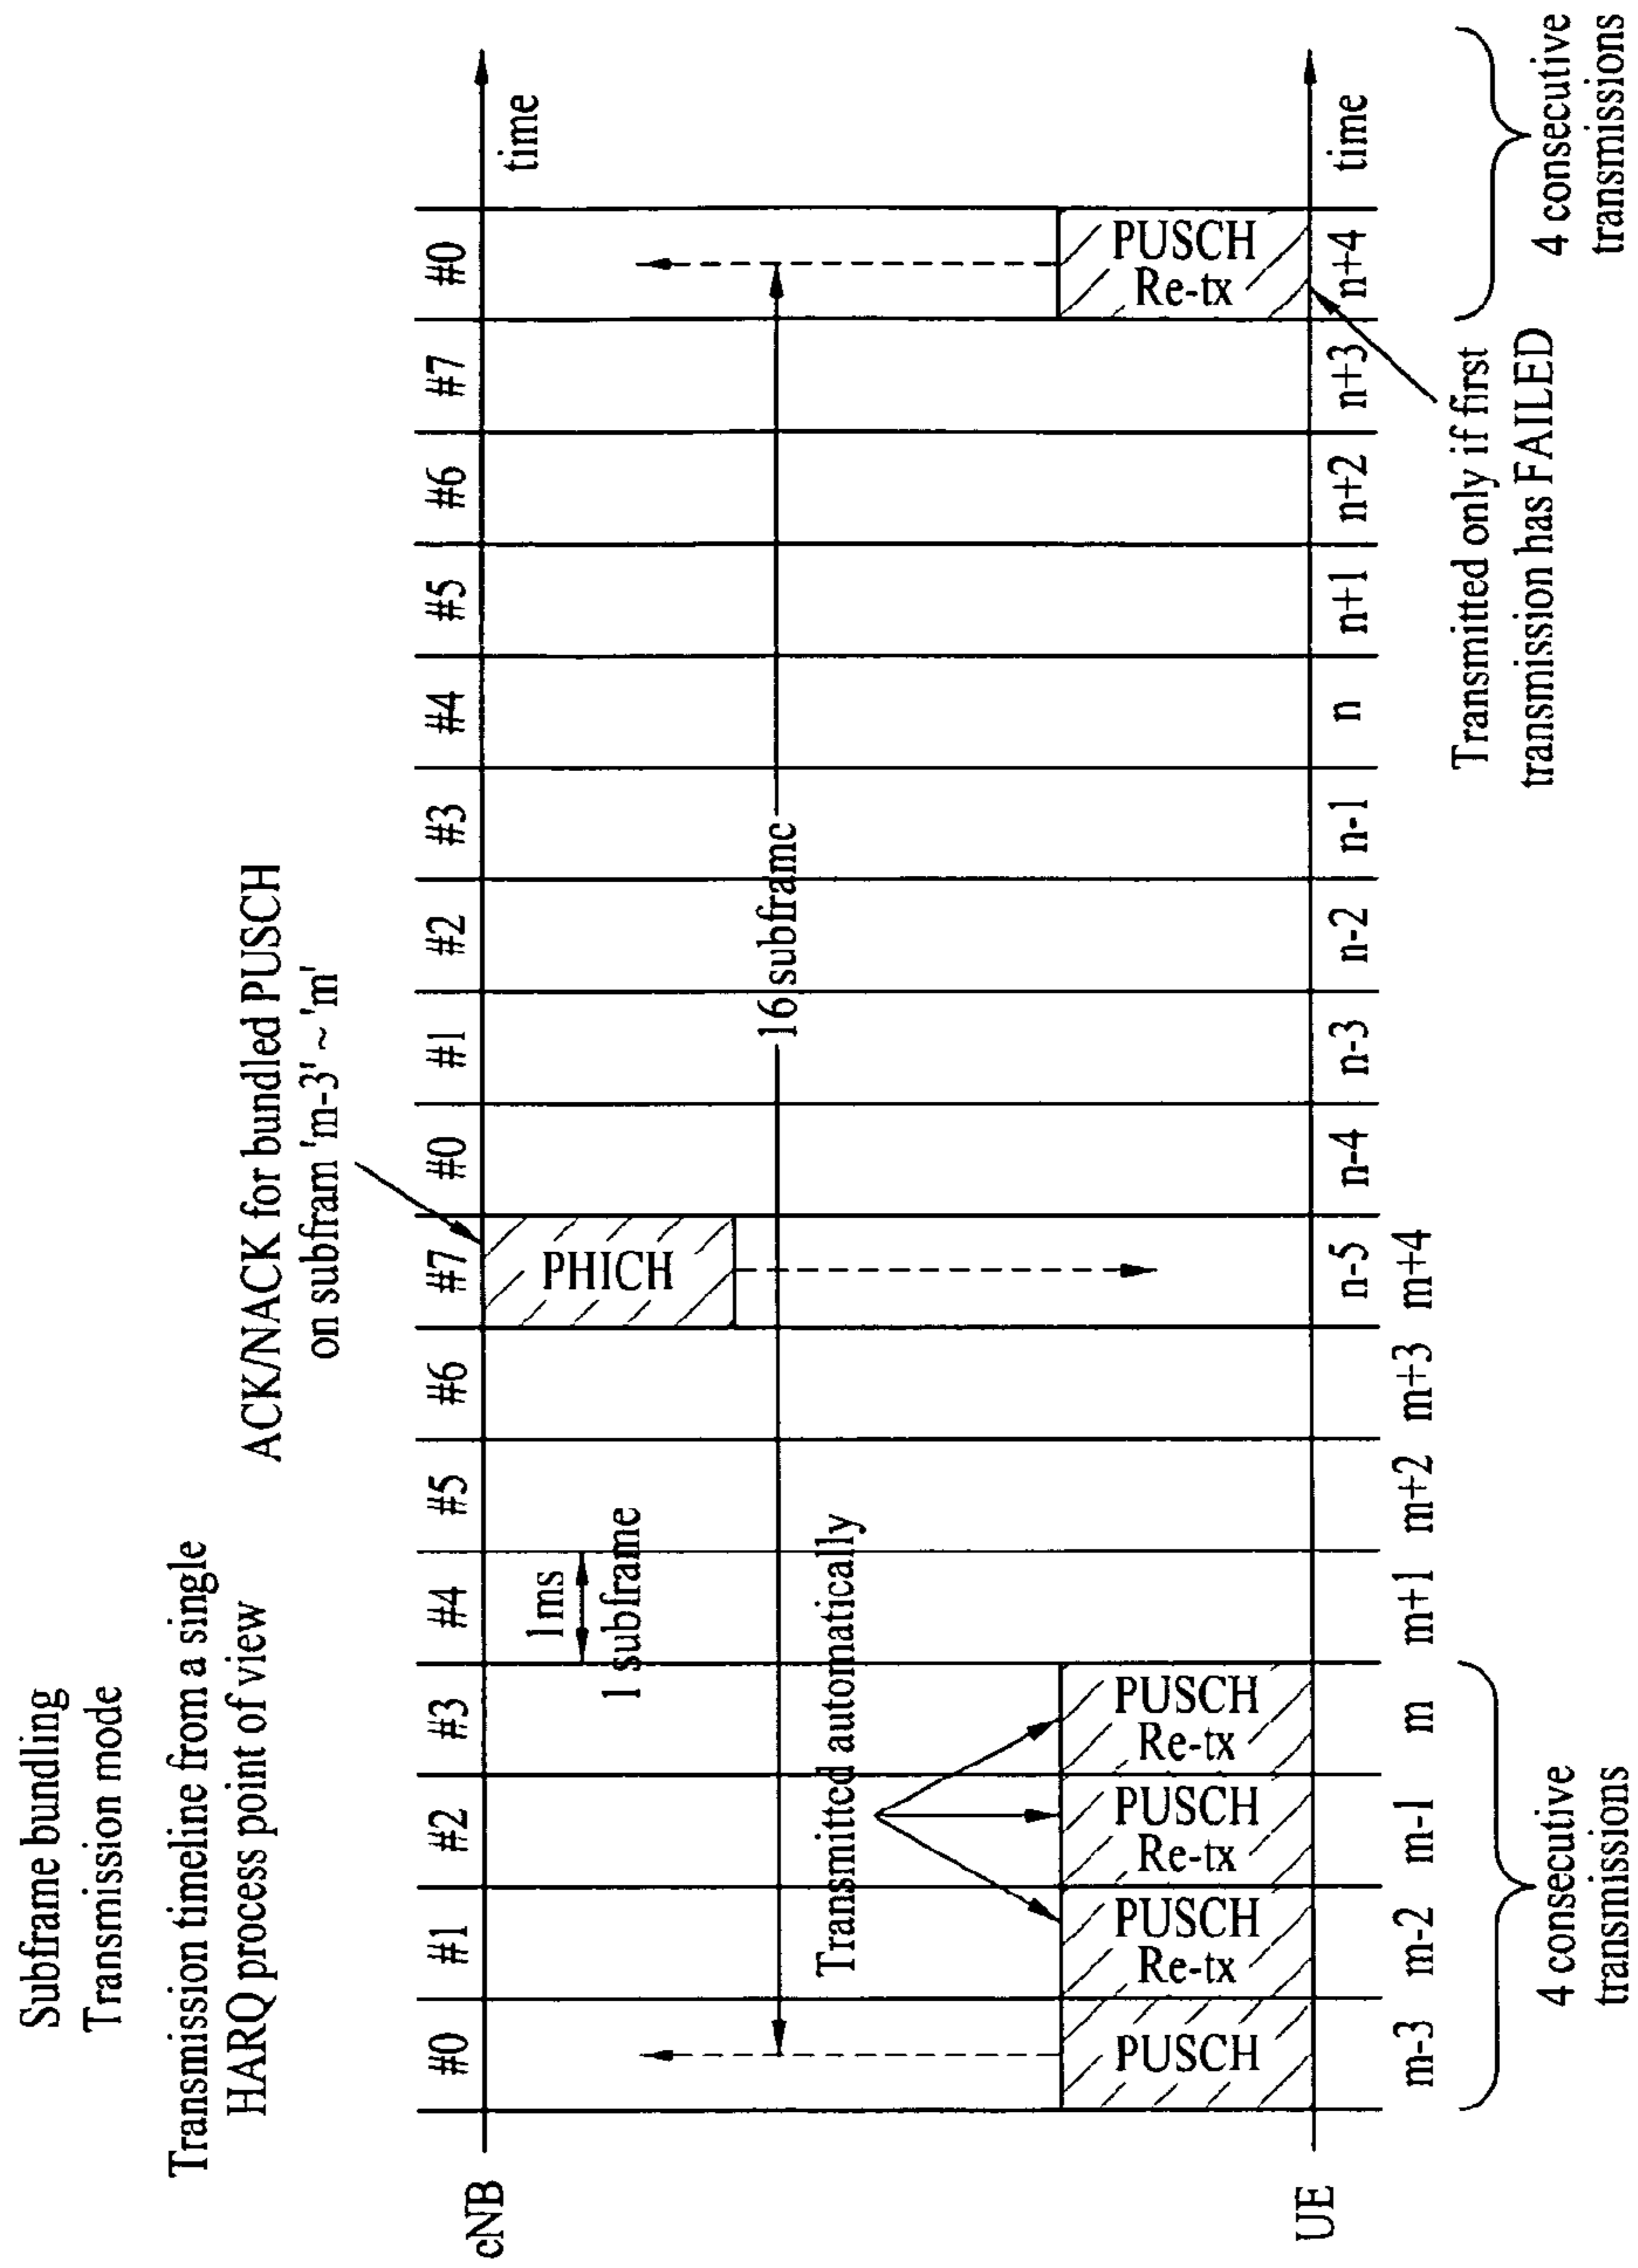 Subframe bundling
Transmission mode
Transmission timeline from a single
HARQ process point of view
ACK/NACK for bundled PUSCH
on subfram 'm-3' ~ 'm'
#0 #1 #2 #3 #4 #5 #6 #7 #0 #1 #2 #3 #4 #5 #6 #7 #0
eNB
time
1ms
1 subframe
PHICH
16 subframe
Transmitted automatically
PUSCH
PUSCH
Re-tx
PUSCH
Re-tx
PUSCH
Re-tx
PUSCH
Re-tx
UE
time
n-5 n-4 n-3 n-2 n-1 n n+1 n+2 n+3 n+4
m-3 m-2 m-1 m m+1 m+2 m+3 m+4
4 consecutive
transmissions
Transmitted only if first
transmission has FAILED
4 consecutive
transmissions